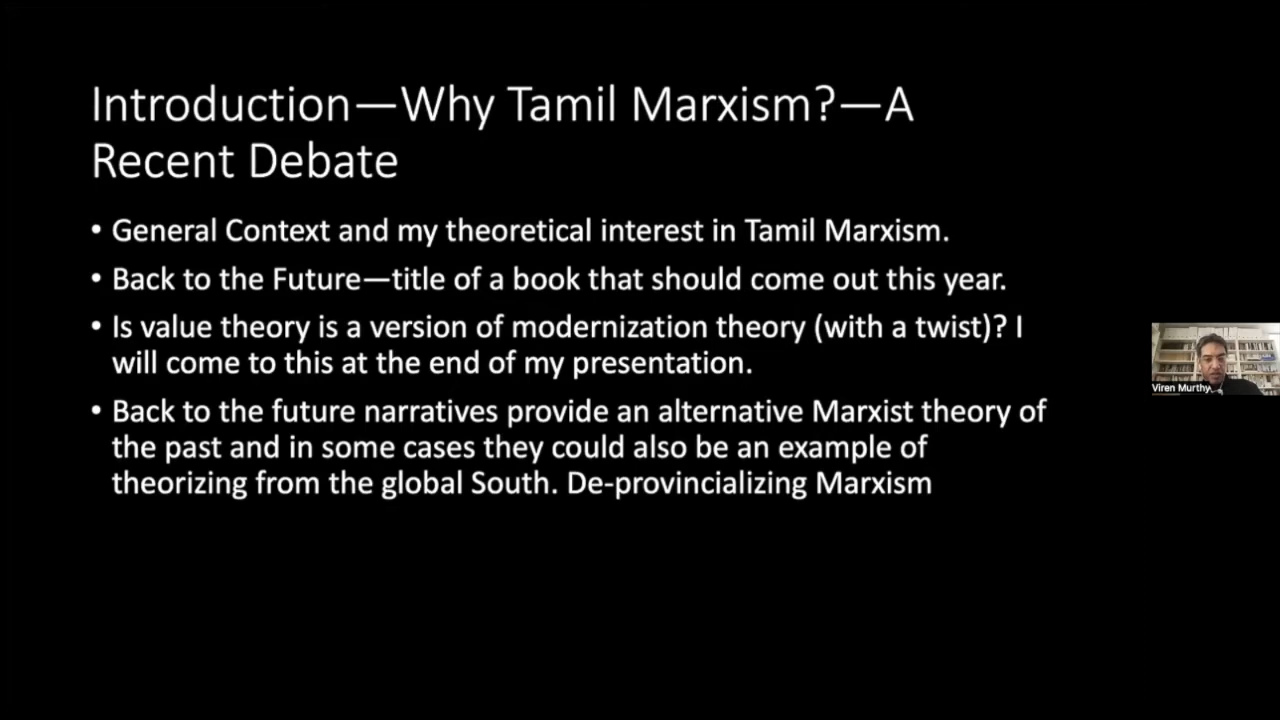 Introduction—Why Tamil Marxism?—A
Recent Debate
• General Context and my theoretical interest in Tamil Marxism.
• Back to the Future—title of a book that should come out this year.
• Is value theory is a version of modernization theory (with a twist)? I
will come to this at the end of my presentation.
• Back to the future narratives provide an alternative Marxist theory of
the past and in some cases they could also be an example of
theorizing from the global South. De-provincializing Marxism
Viren Murthy